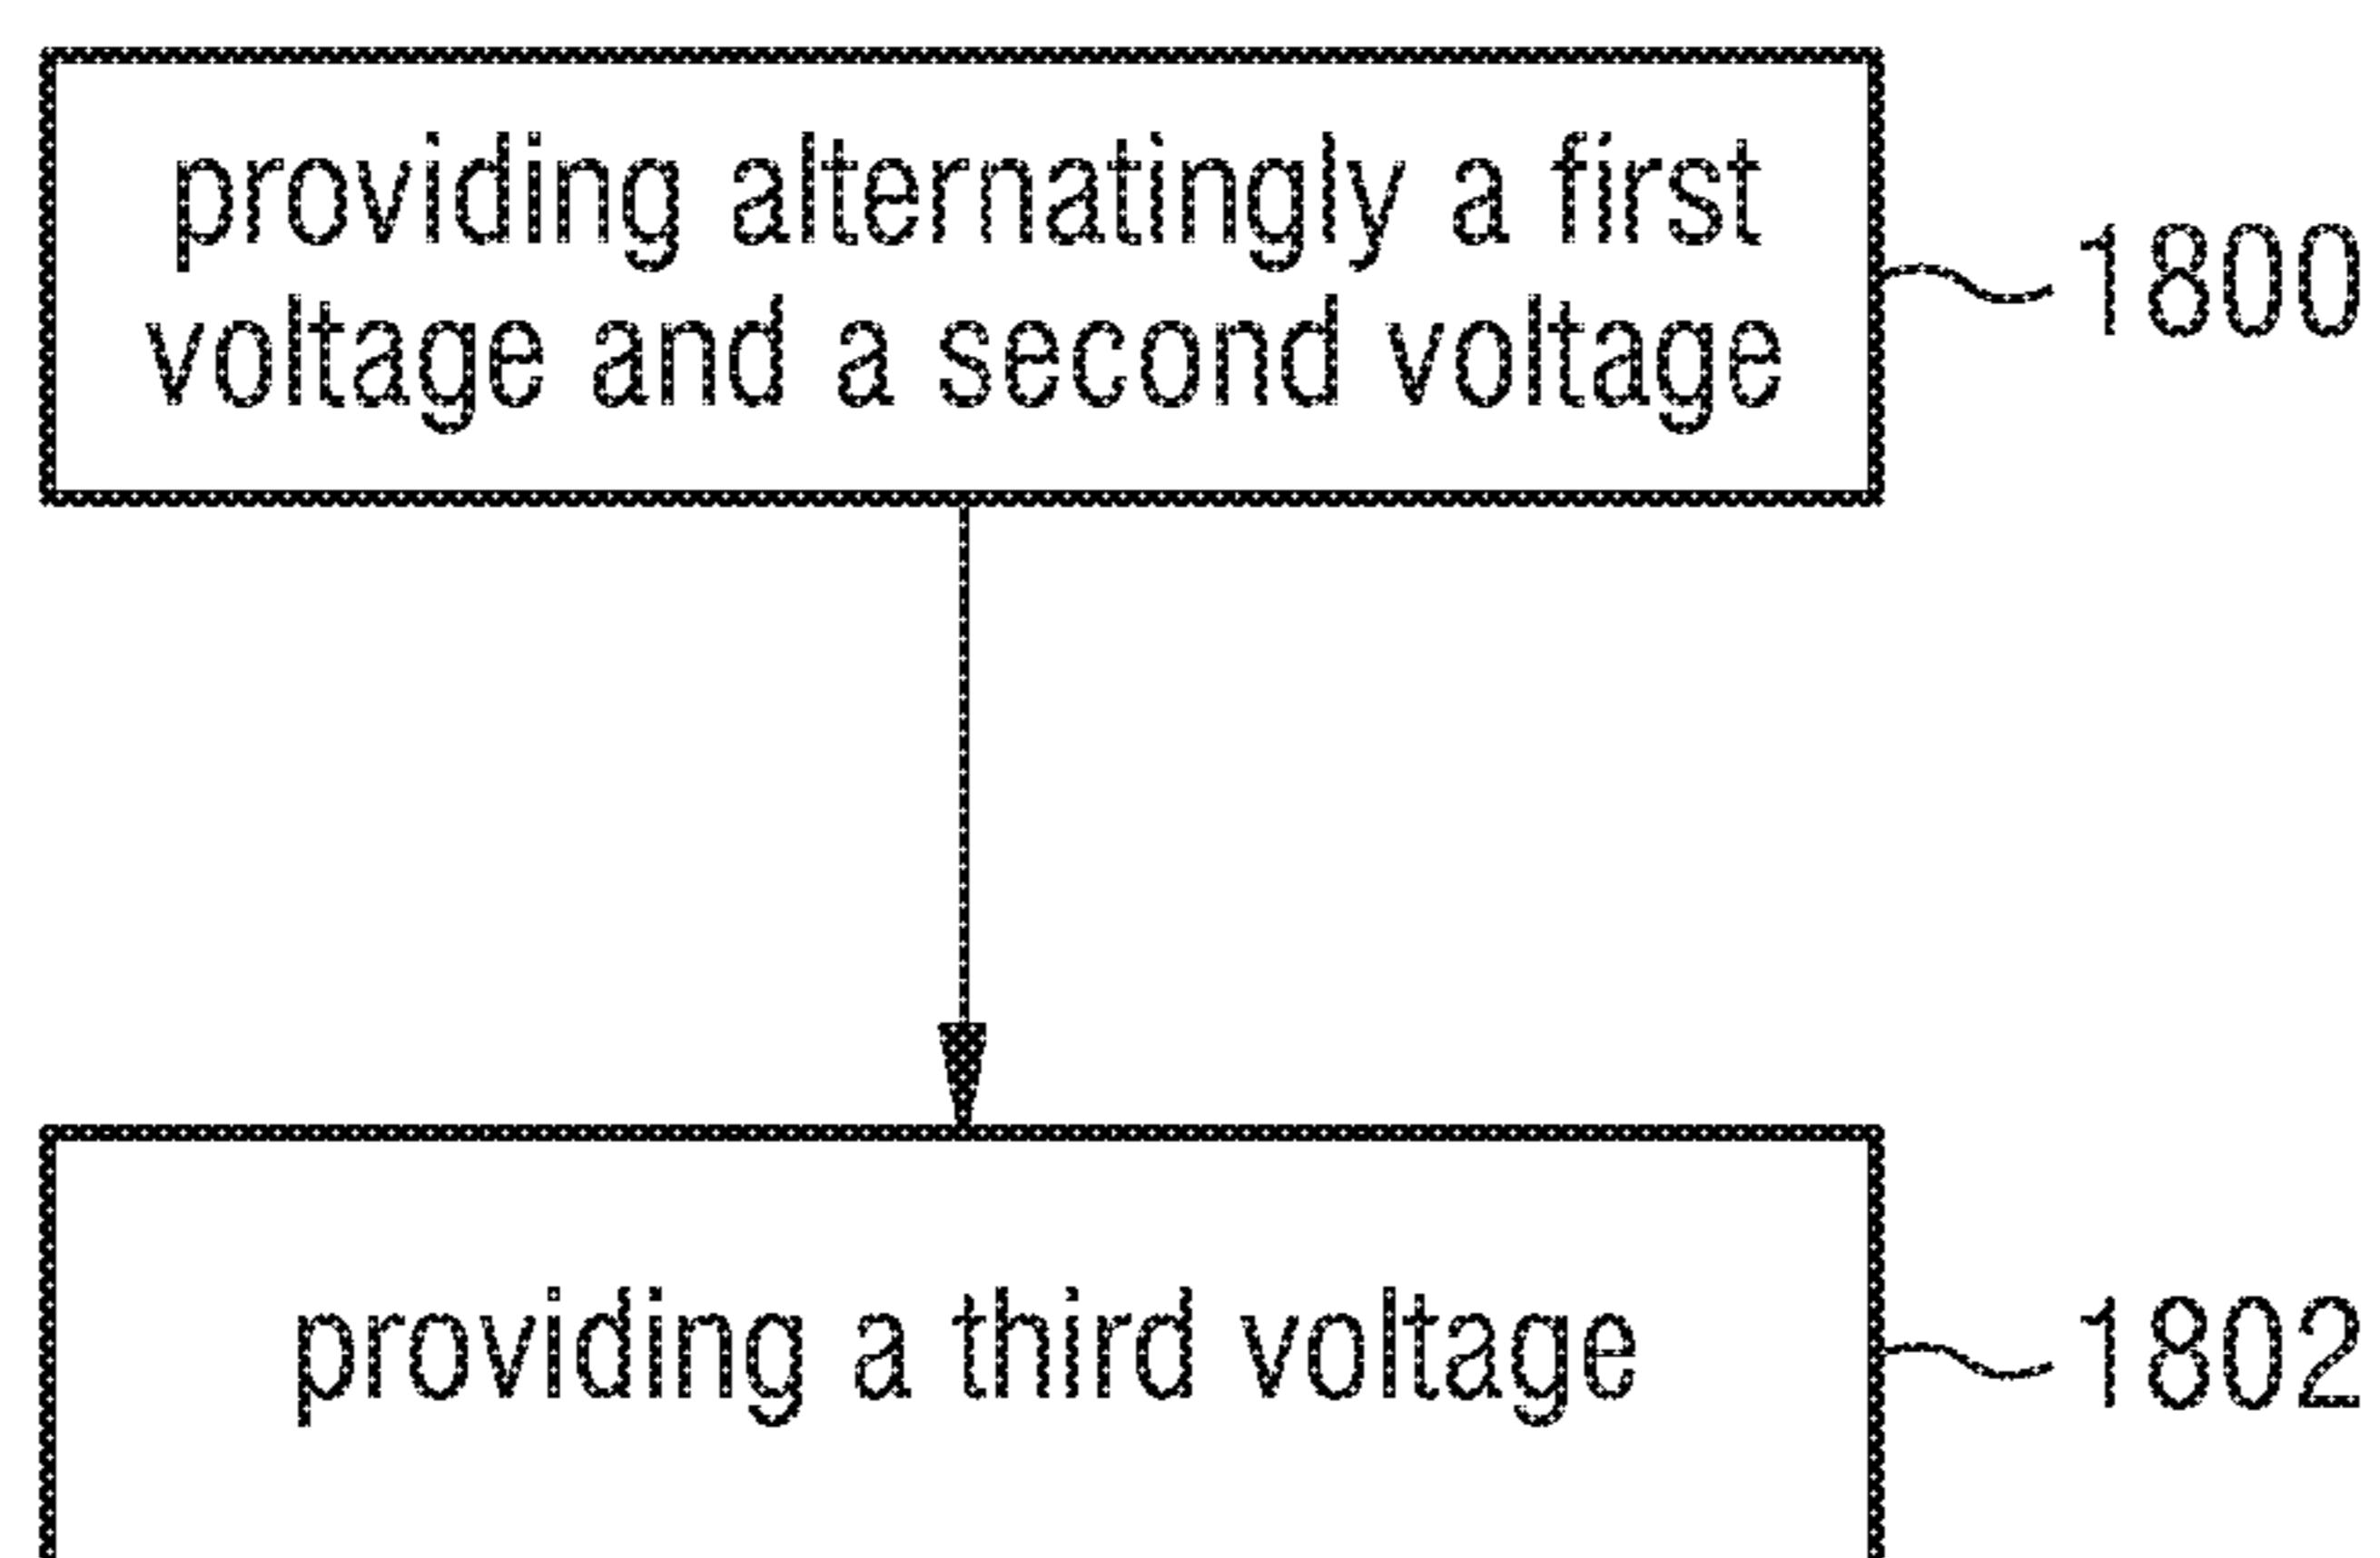 providing alternatingly a first
voltage and a second voltage
1800
providing a third voltage
1802